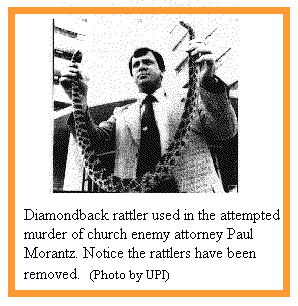 Diamondback rattler used in the attempted
murder of church enemy attorney Paul
Morantz. Notice the rattlers have been
removed. (Photo by UPI)